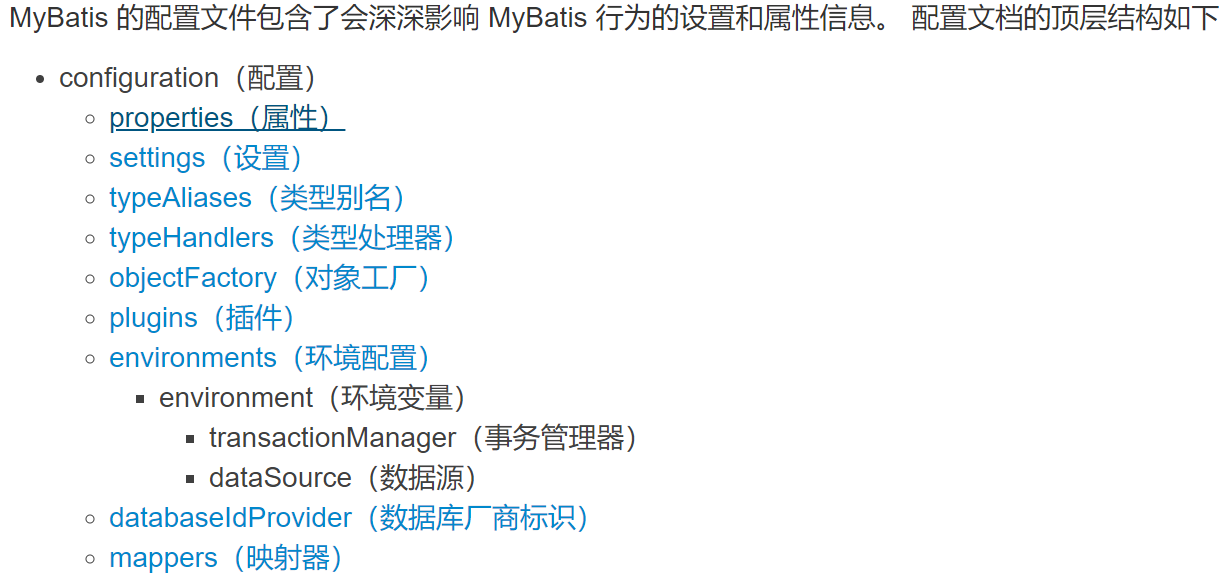 MyBatis 的配置文件包含了会深深影响 MyBatis 行为的设置和属性信息。 配置文档的顶层结构如下
configuration（配置）
properties（属性）
settings（设置）
typeAliases（类型别名）
typeHandlers（类型处理器）
objectFactory（对象工厂）
plugins（插件）
environments（环境配置）
environment（环境变量）
transactionManager（事务管理器）
dataSource（数据源）
databaseIdProvider（数据库厂商标识）
mappers（映射器）